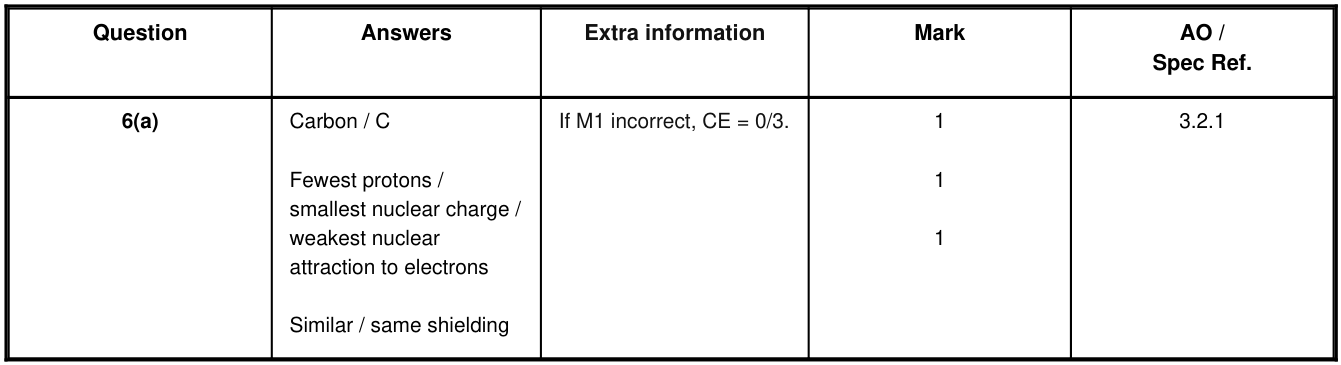 Question Answers Extra information Mark AO /
Spec Ref.
6(a) Carbon / C If M1 incorrect, CE = 0/3. 1 3.2.1
Fewest protons / 1
smallest nuclear charge /
weakest nuclear 1
attraction to electrons
Similar / same shielding